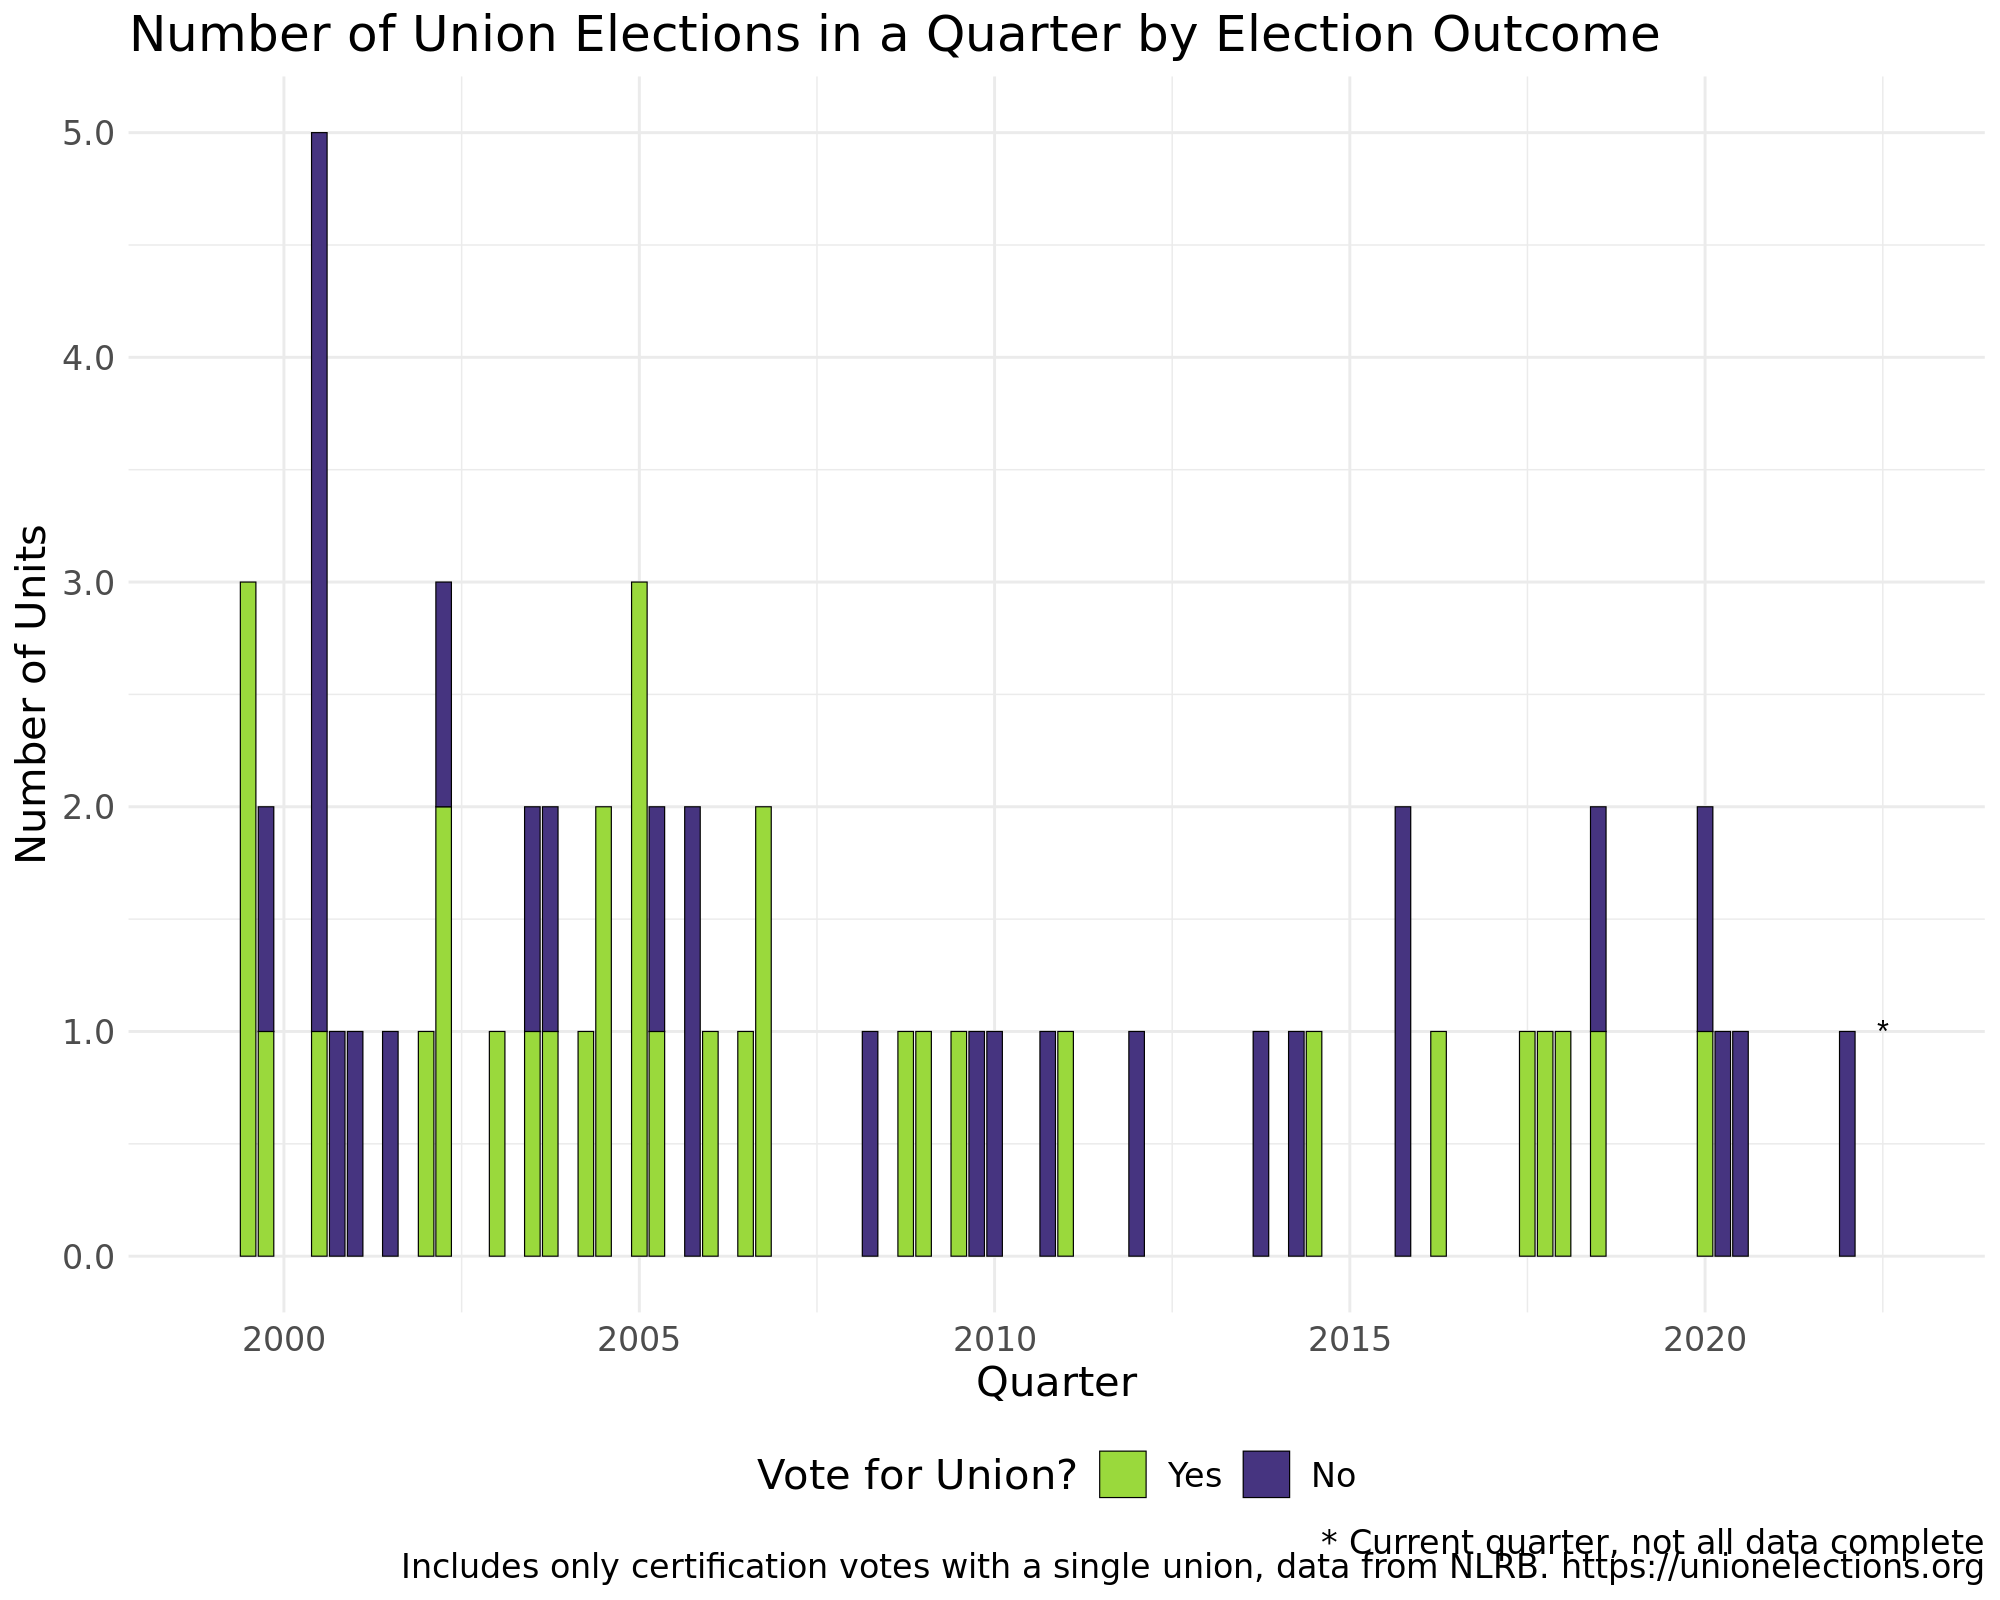 Number of Union Elections in a Quarter by Election Outcome
Number of Units
5.0
4.0
3.0
2.0
1.0
0.0
*
2000 2005 2010 2015 2020
Quarter
Vote for Union? Yes No
* Current quarter, not all data complete
Includes only certification votes with a single union, data from NLRB. https://unionelections.org